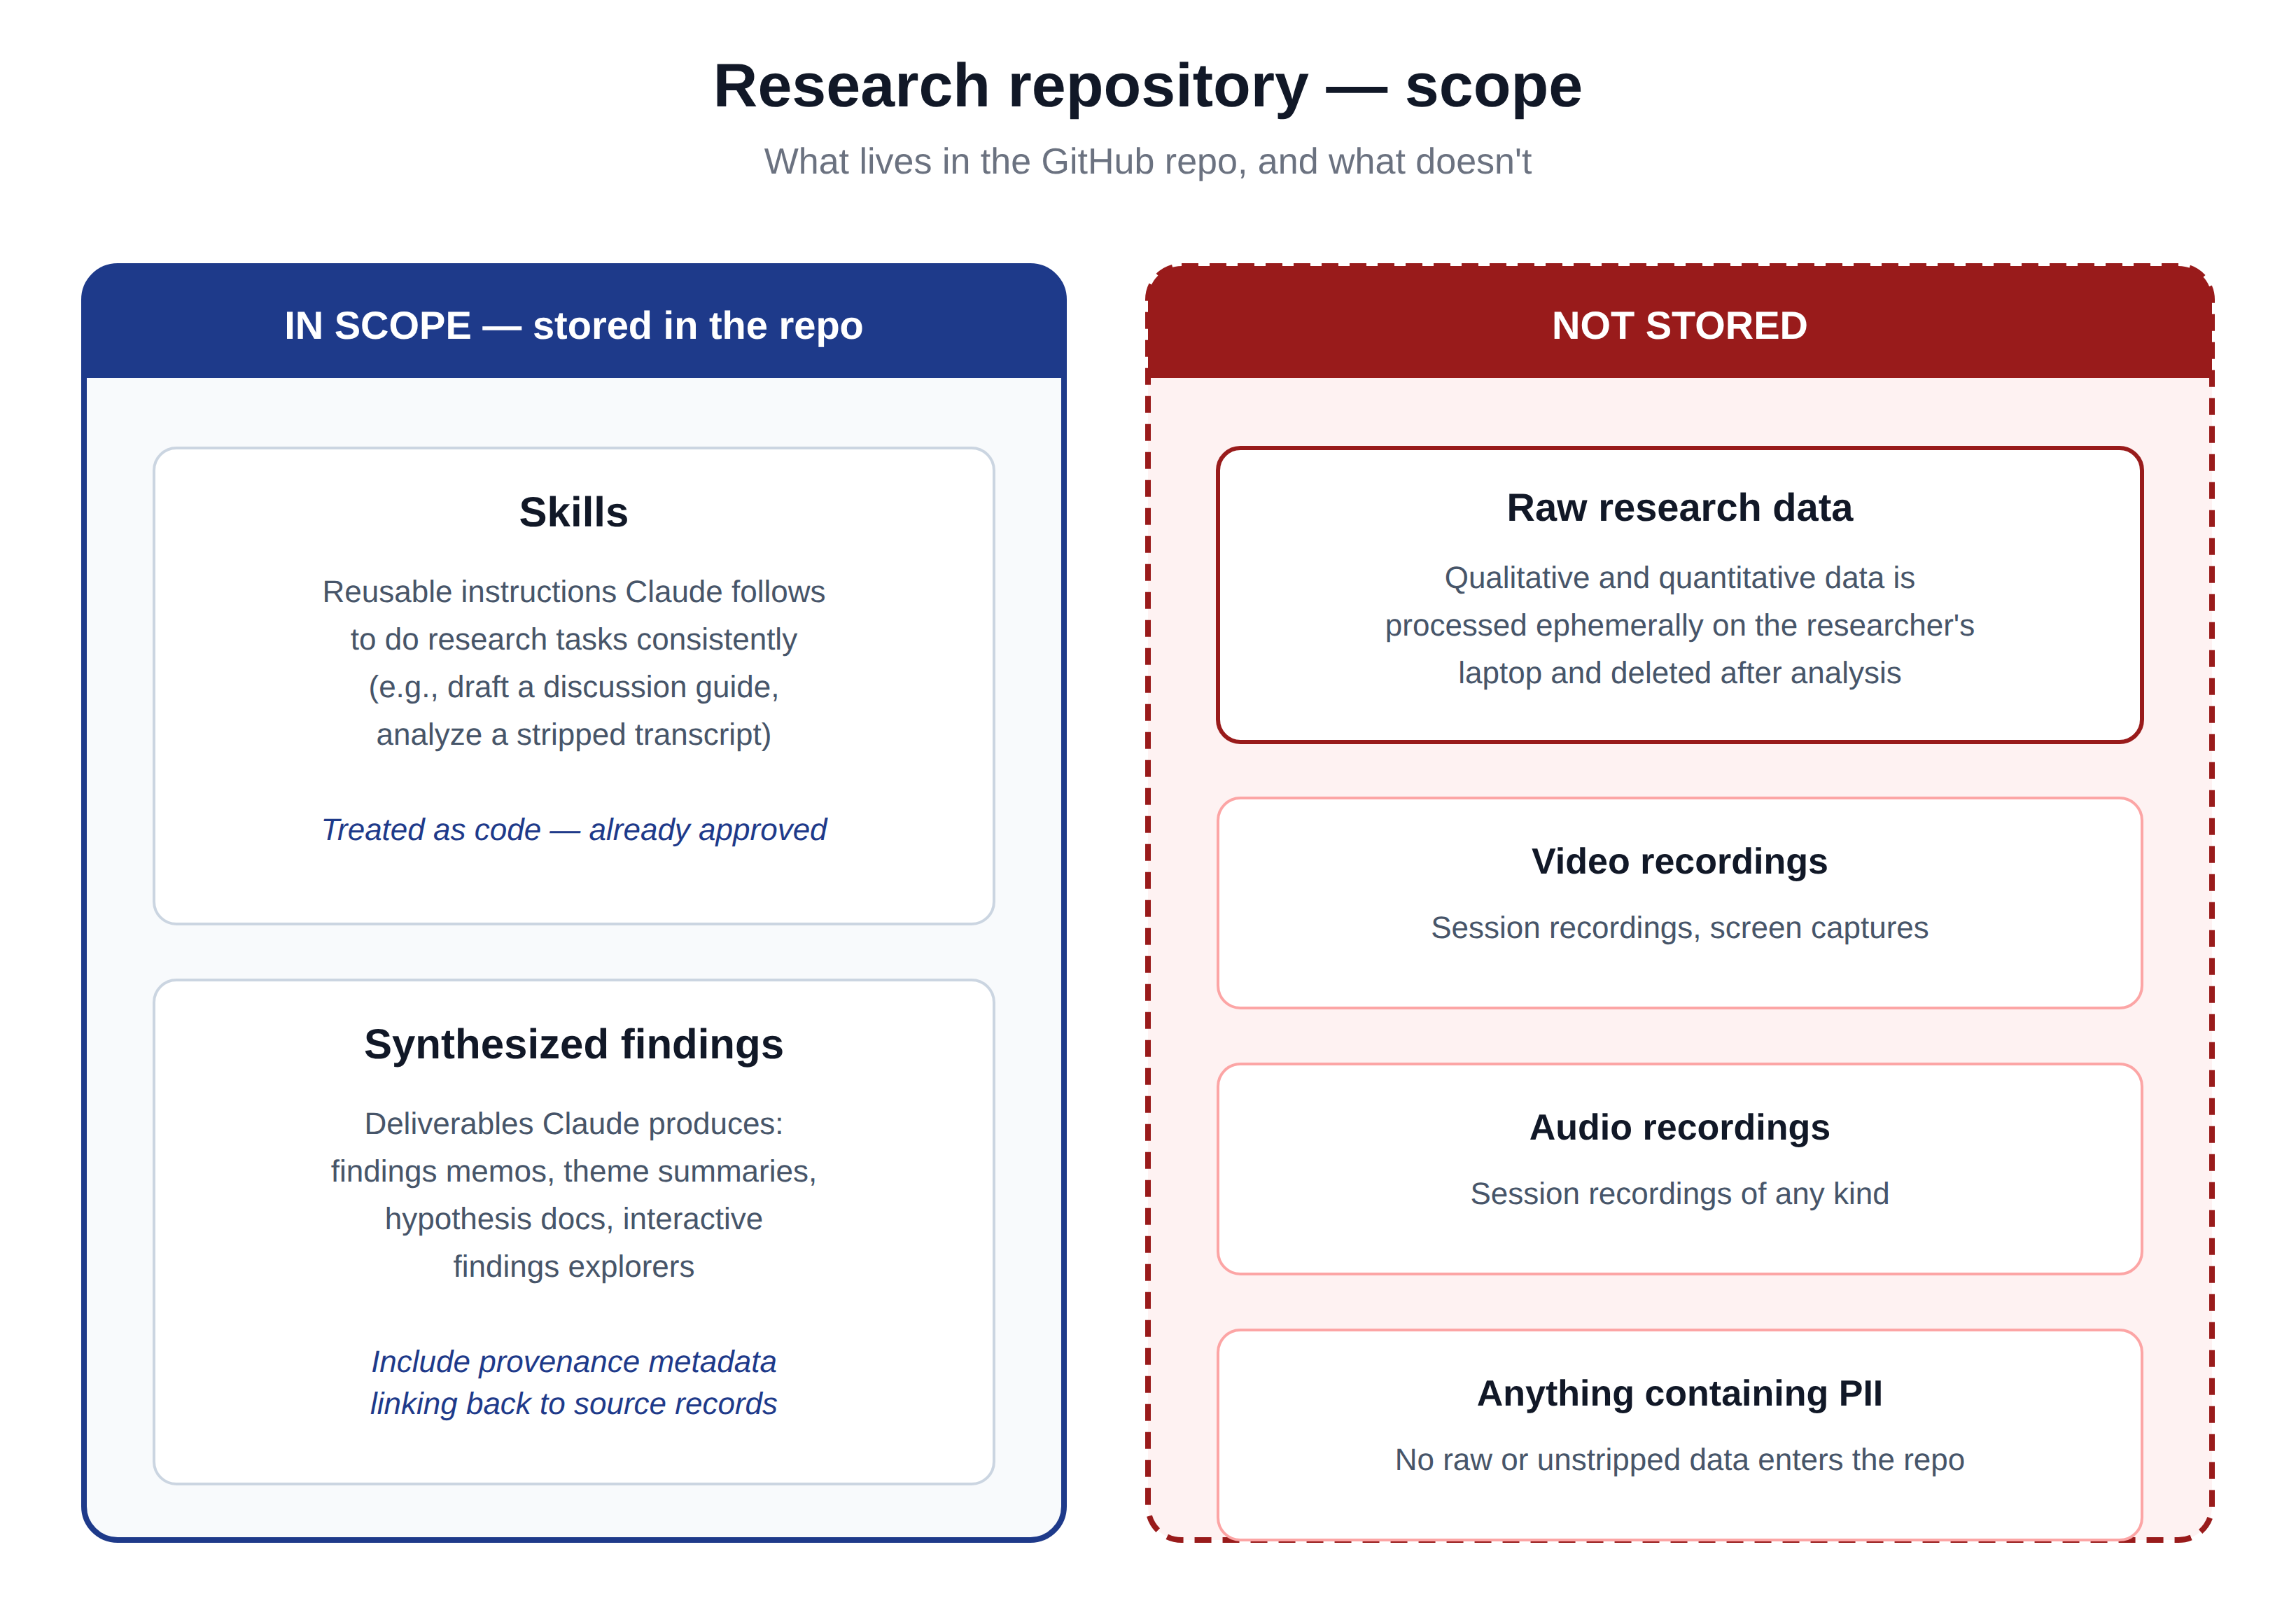 Research repository — scope
What lives in the GitHub repo, and what doesn't
IN SCOPE — stored in the repo
Skills
Reusable instructions Claude follows
to do research tasks consistently
(e.g., draft a discussion guide,
analyze a stripped transcript)
Treated as code — already approved
Synthesized findings
Deliverables Claude produces:
findings memos, theme summaries,
hypothesis docs, interactive
findings explorers
Include provenance metadata
linking back to source records
NOT STORED
Raw research data
Qualitative and quantitative data is
processed ephemerally on the researcher's
laptop and deleted after analysis
Video recordings
Session recordings, screen captures
Audio recordings
Session recordings of any kind
Anything containing PII
No raw or unstripped data enters the repo